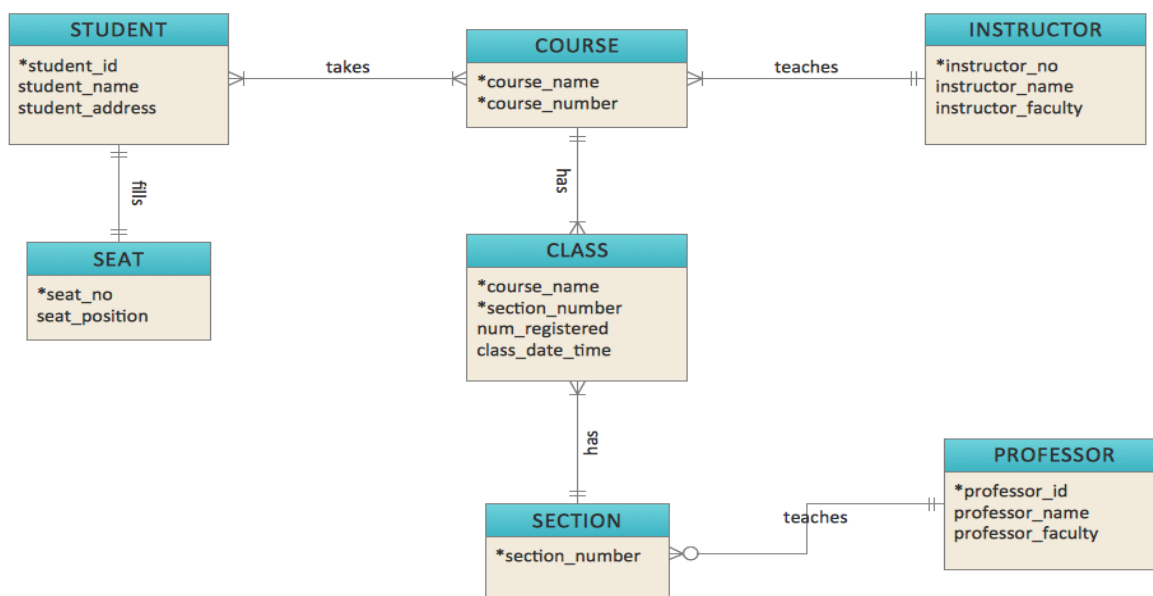 STUDENT
*student_id
student_name
student_address
takes
COURSE
*course_name
*course_number
teaches
INSTRUCTOR
*instructor_no
instructor_name
instructor_faculty
fills
has
SEAT
*seat_no
seat_position
CLASS
*course_name
*section_number
num_registered
class_date_time
has
SECTION
*section_number
teaches
PROFESSOR
*professor_id
professor_name
professor_faculty